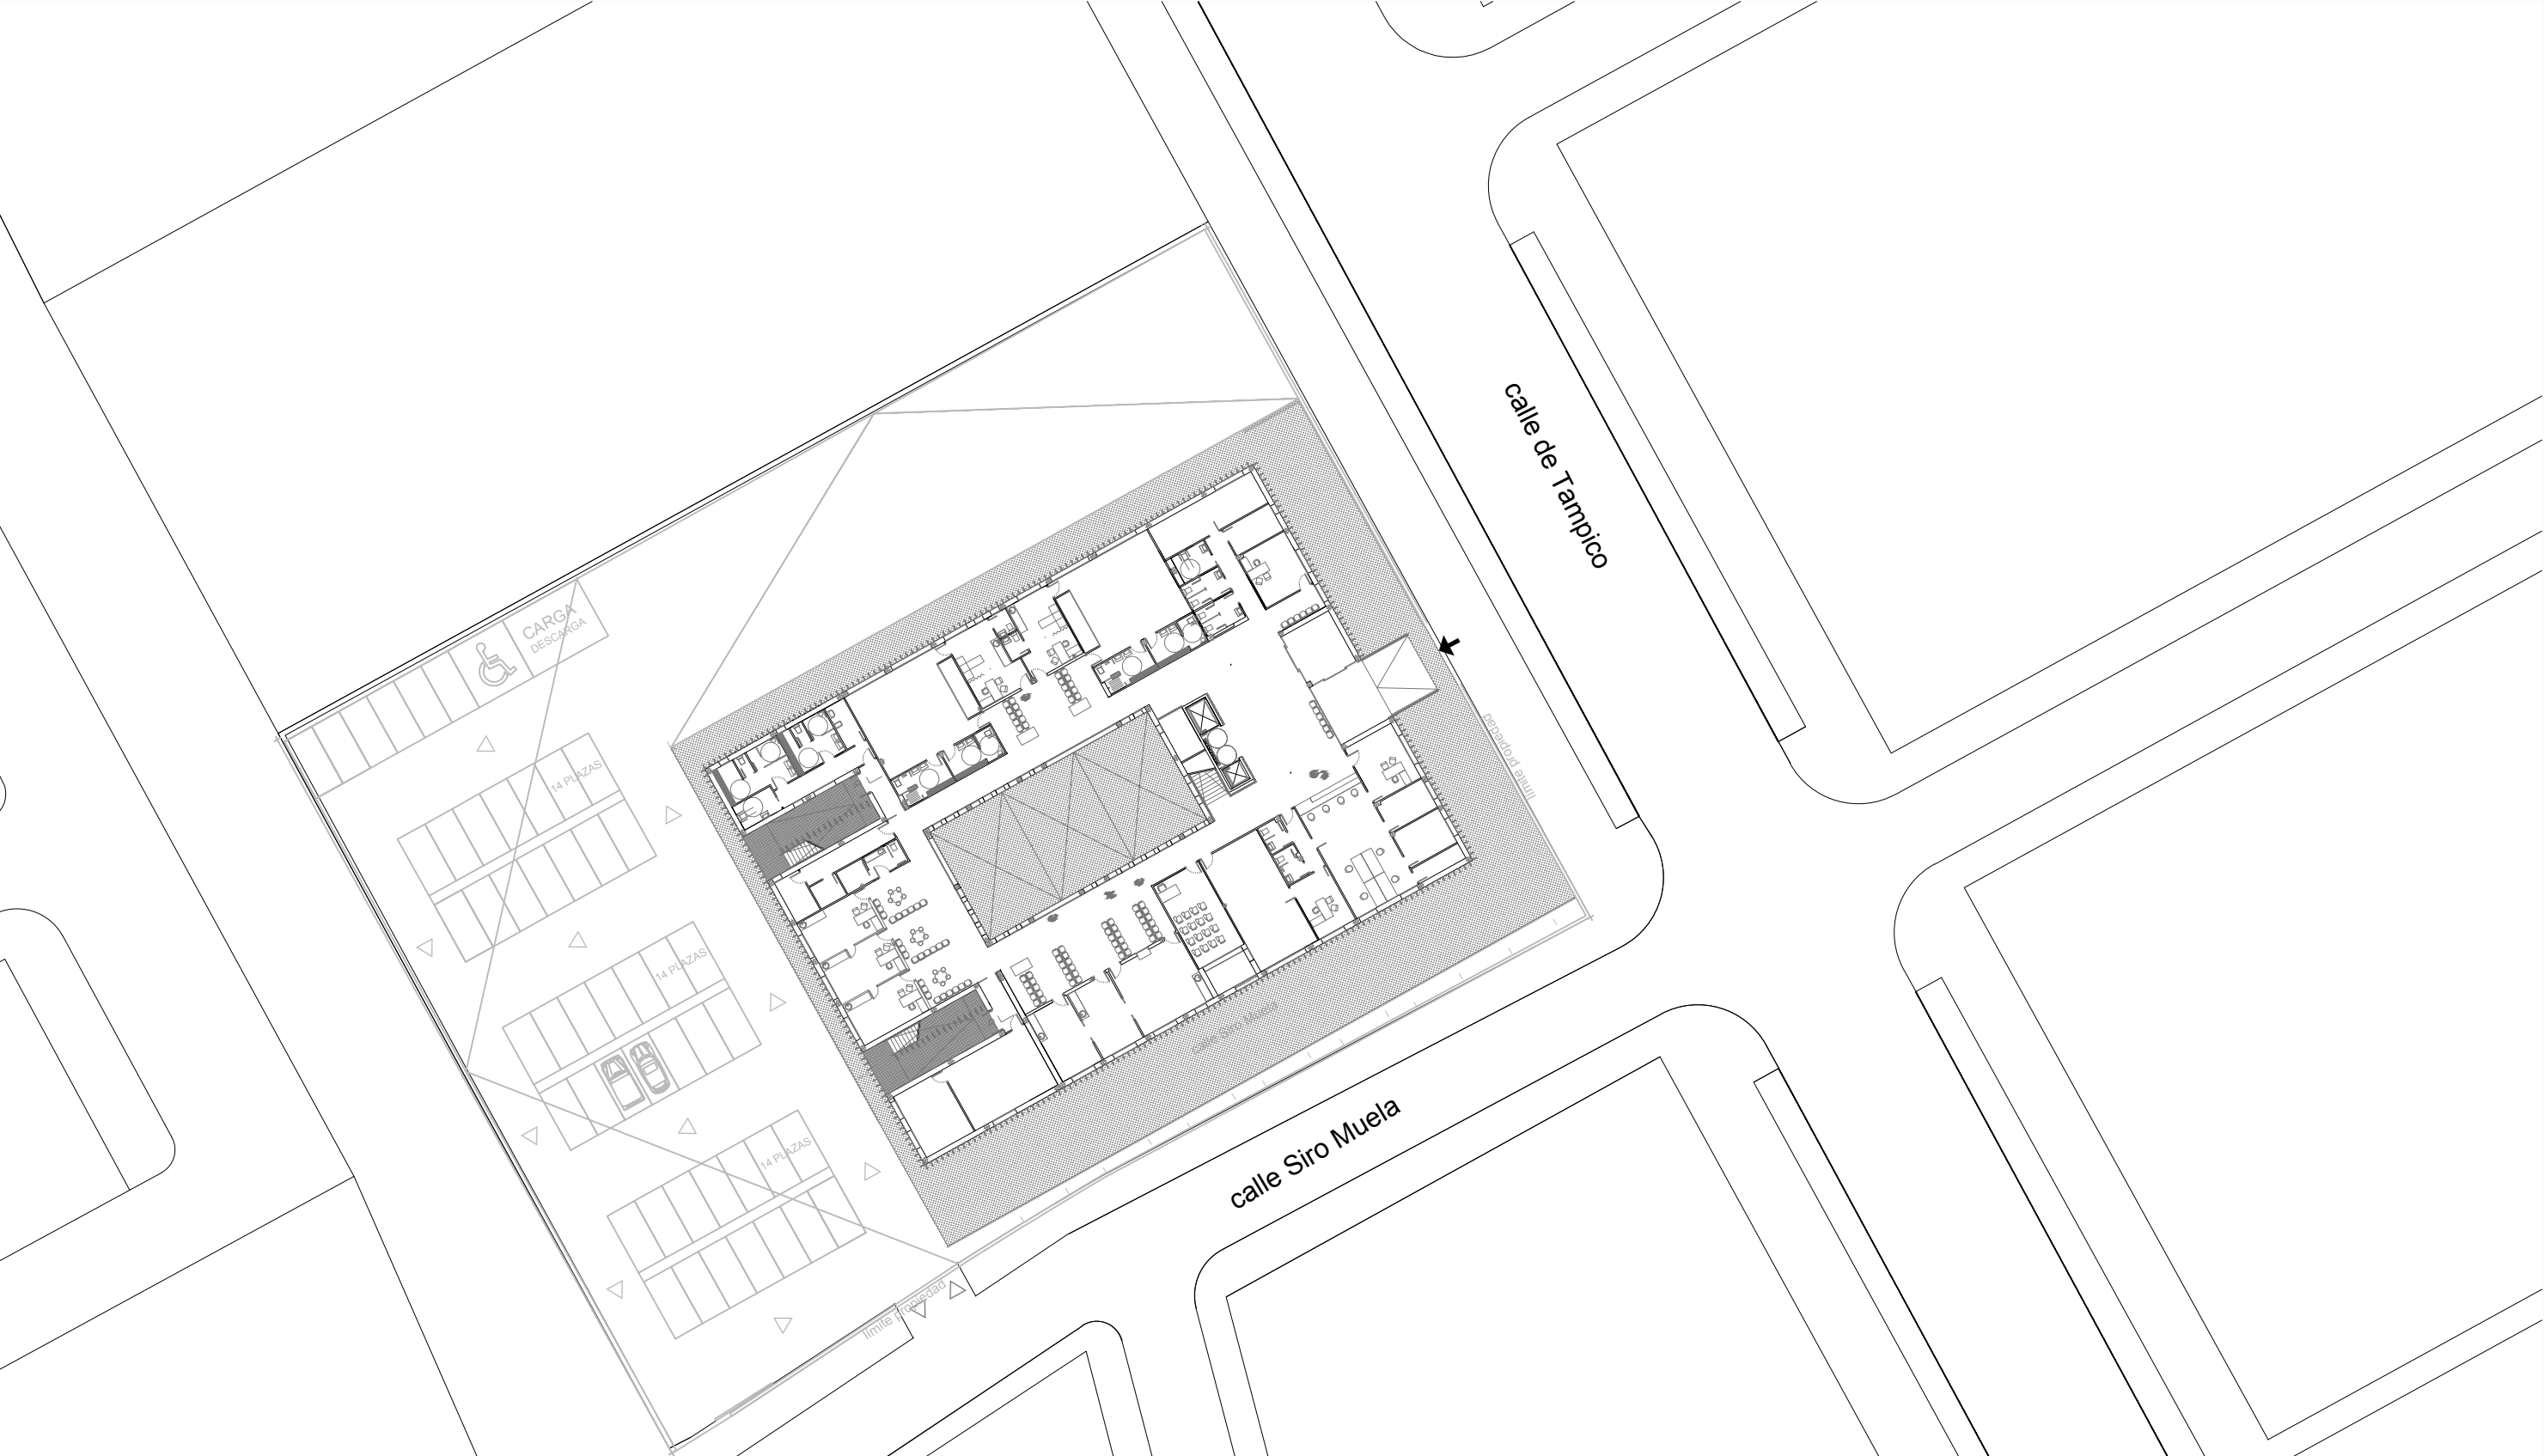 calle de Tampico
CARGA
DESCARGA
14 PLAZAS
límite propiedad
14 PLAZAS
calle Siro Muela
14 PLAZAS
calle Siro Muela
límite propiedad